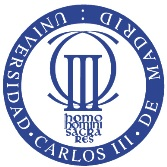 : UNIVERSIDAD · CARLOS III · DE MADRID
homo
homini
sacra
res